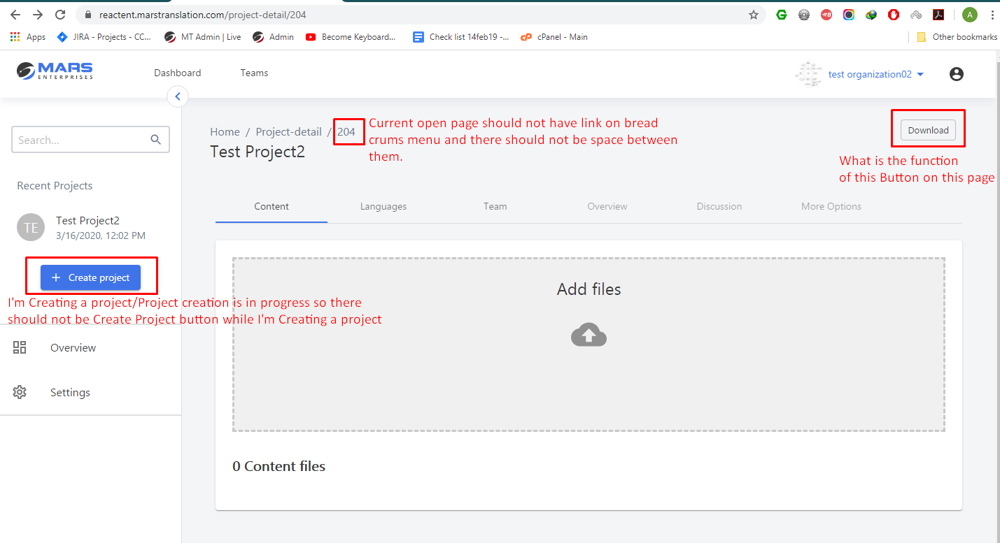 reactent.marstranslation.com/project-detail/204
A
Apps
JIRA - Projects - CC...
MT Admin | Live
Admin
Become Keyboard...
Check list 14feb19 -...
cPanel - Main
Other bookmarks
MARS
ENTERPRISES
Dashboard
Teams
test organization02
Search...
Home / Project-detail / 204
Test Project2
Current open page should not have link on bread
crums menu and there should not be space between
them.
Download
What is the function
of this Button on this page
Recent Projects
TE
Test Project2
3/16/2020, 12:02 PM
+ Create project
I'm Creating a project/Project creation is in progress so there
should not be Create Project button while I'm Creating a project
Overview
Settings
Content
Languages
Team
Overview
Discussion
More Options
Add files
0 Content files